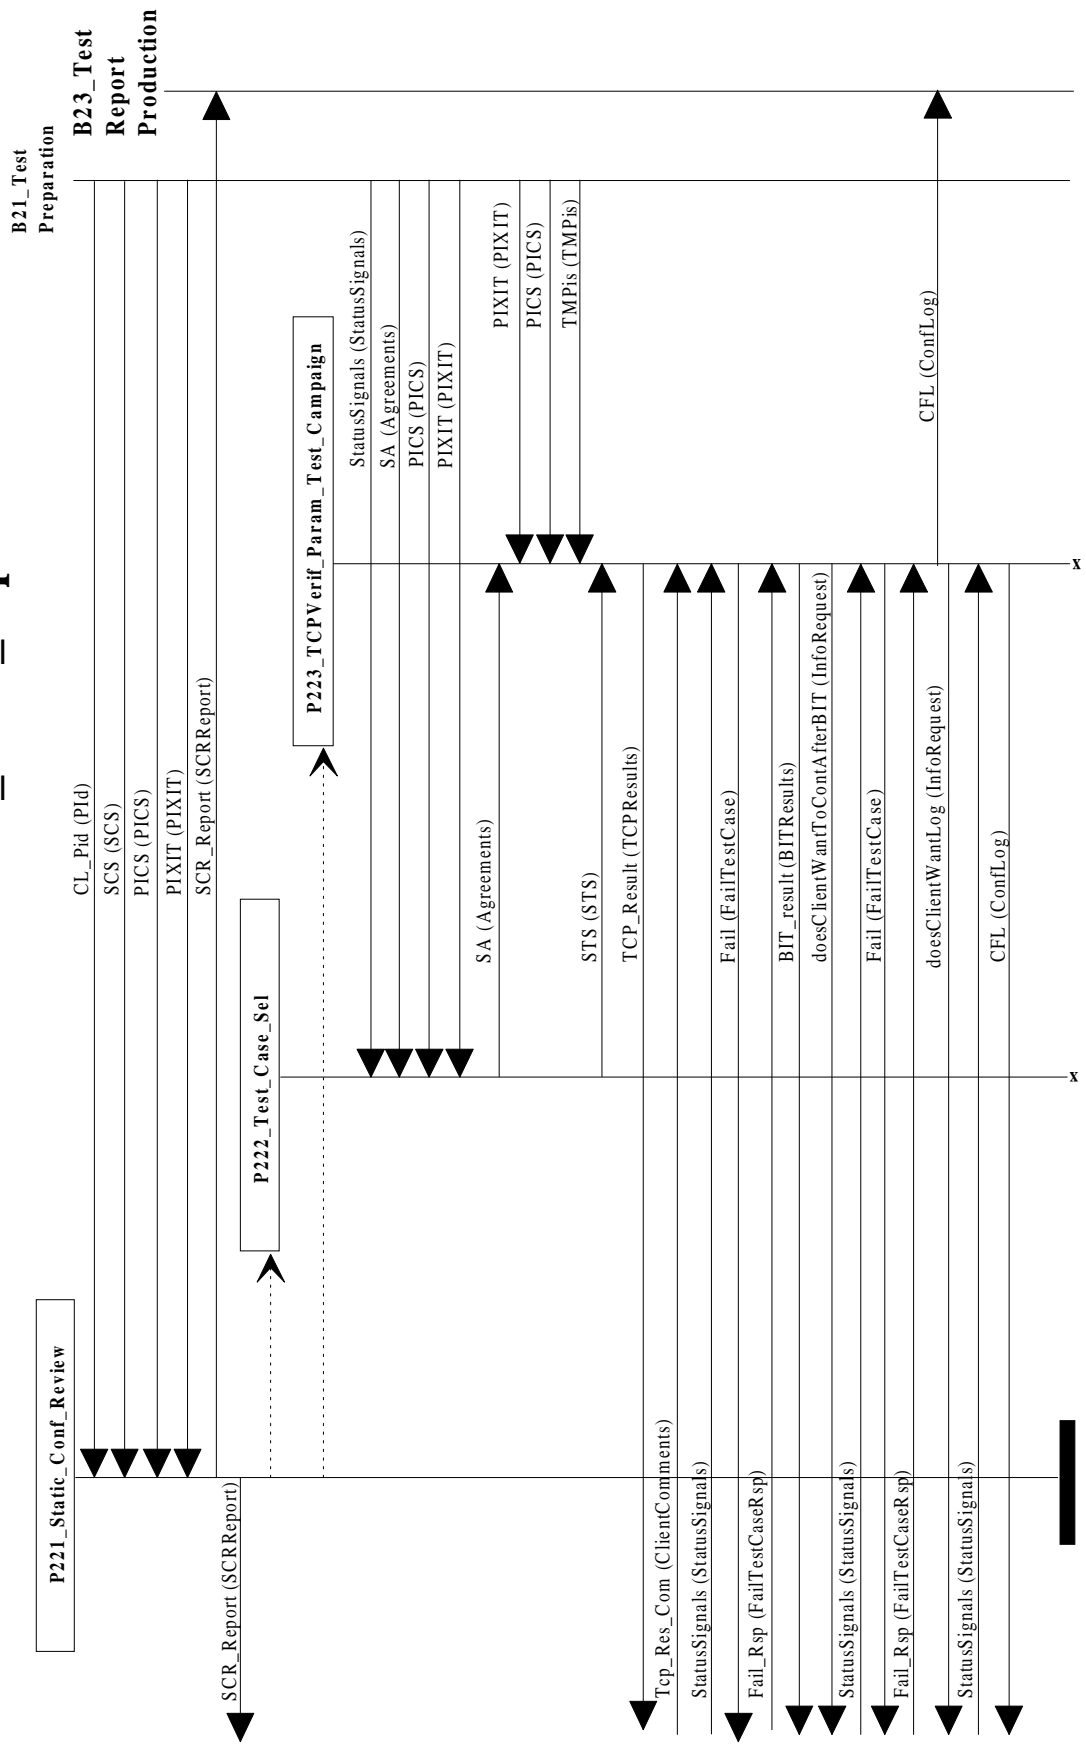 P221_Static_Conf_Review
B21_Test
Preparation
B23_Test
Report
Production
CL_Pid (PId)
SCS (SCS)
PICS (PICS)
PIXIT (PIXIT)
SCR_Report (SCRReport)
SCR_Report (SCRReport)
P222_Test_Case_Sel
P223_TCPVerif_Param_Test_Campaign
StatusSignals (StatusSignals)
SA (Agreements)
PICS (PICS)
PIXIT (PIXIT)
SA (Agreements)
PIXIT (PIXIT)
PICS (PICS)
TMPis (TMPis)
STS (STS)
TCP_Result (TCPResults)
Tcp_Res_Com (ClientComments)
StatusSignals (StatusSignals)
Fail (FailTestCase)
Fail_Rsp (FailTestCaseRsp)
BIT_result (BITResults)
doesClientWantToContAfterBIT (InfoRequest)
StatusSignals (StatusSignals)
Fail (FailTestCase)
Fail_Rsp (FailTestCaseRsp)
CFL (ConfLog)
doesClientWantLog (InfoRequest)
StatusSignals (StatusSignals)
CFL (ConfLog)
x
x